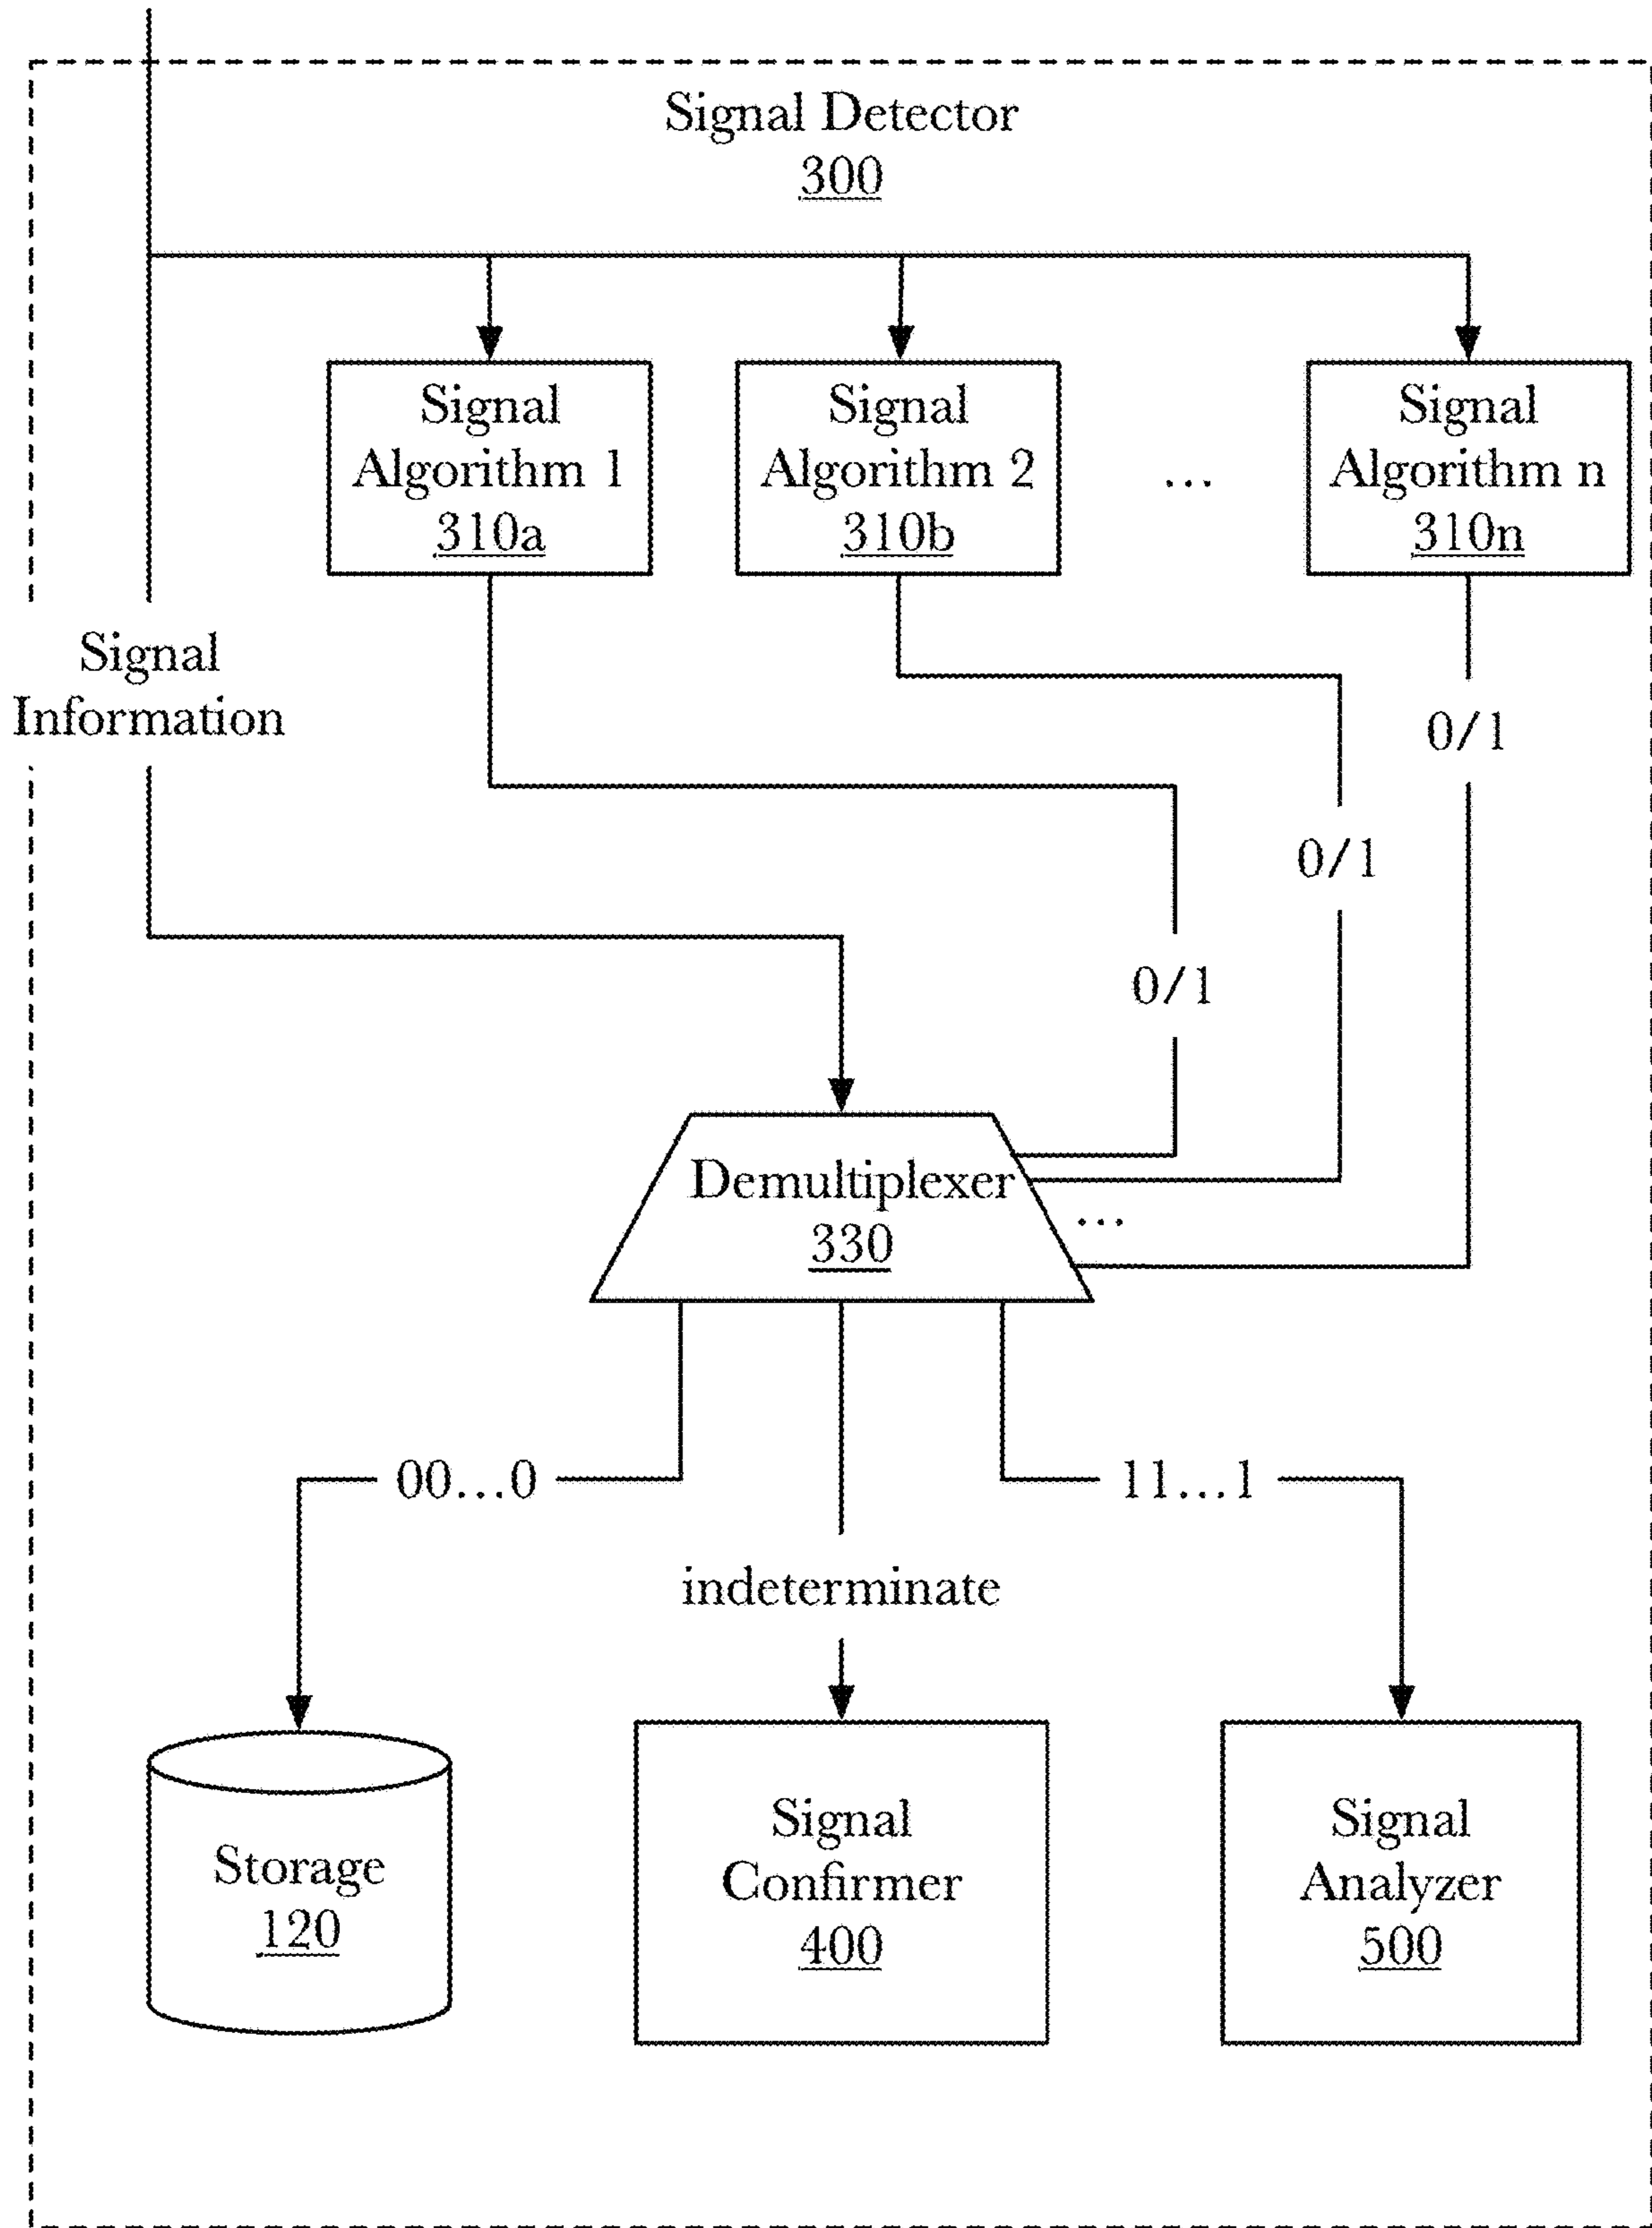 Signal Detector
300
Signal
Algorithm 1
310a
Signal
Algorithm 2
310b
...
Signal
Algorithm n
310n
Signal
Information
0/1
0/1
0/1
Demultiplexer
330
...
00...0
11...1
indeterminate
Storage
120
Signal
Confirmer
400
Signal
Analyzer
500